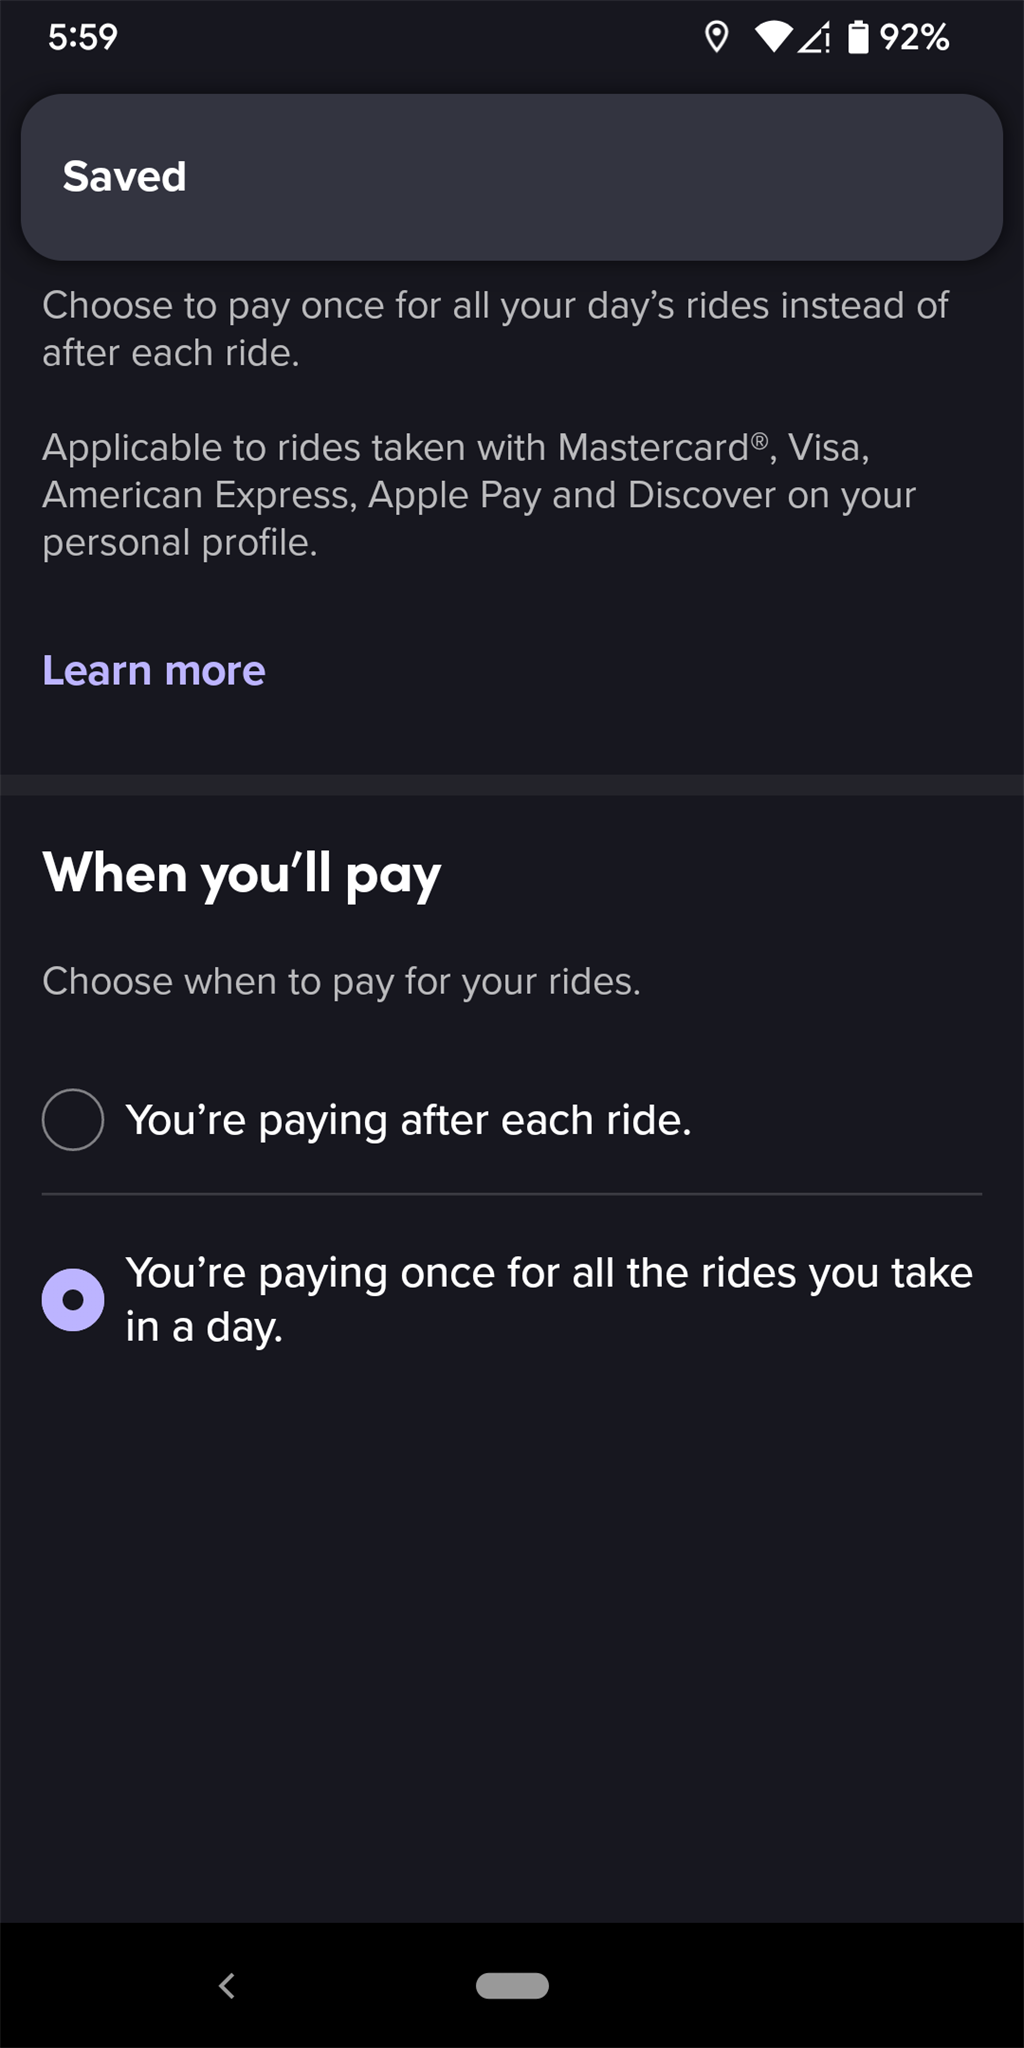 5:59
92%
Saved
Choose to pay once for all your day’s rides instead of
after each ride.
Applicable to rides taken with Mastercard®, Visa,
American Express, Apple Pay and Discover on your
personal profile.
Learn more
When you’ll pay
Choose when to pay for your rides.
You’re paying after each ride.
You’re paying once for all the rides you take
in a day.